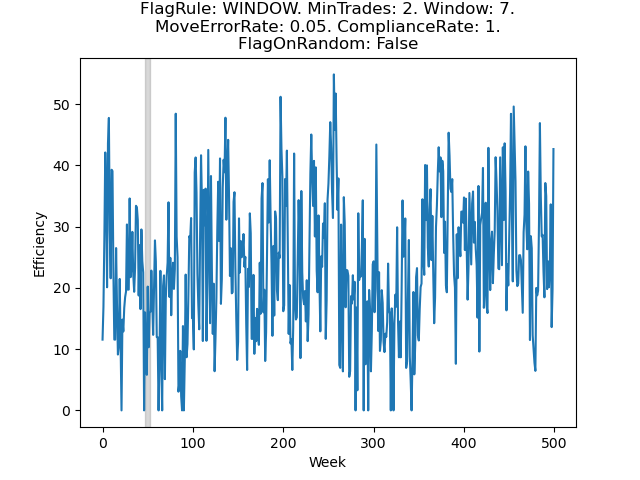 FlagRule: WINDOW. MinTrades: 2. Window: 7.
MoveErrorRate: 0.05. ComplianceRate: 1.
FlagOnRandom: False
50
40
30
20
10
0
Efficiency
0 100 200 300 400 500
Week